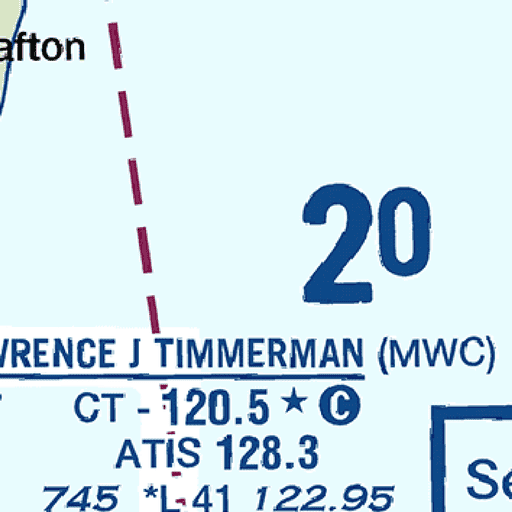 afton
20
WRENCE J TIMMERMAN (MWC)
CT - 120.5 ★ Ⓒ
ATIS 128.3
745 *L 41 122.95
Se